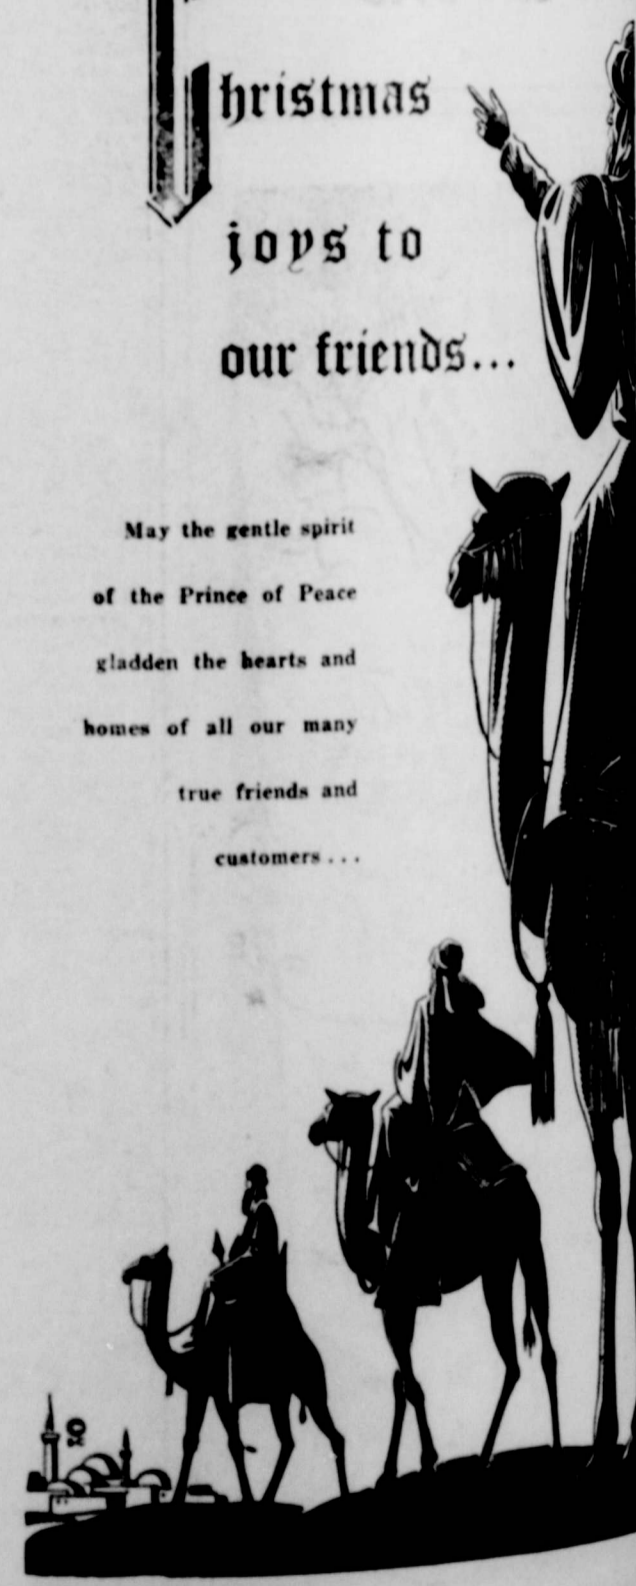 hristmas
joys to
our friends...
May the gentle spirit
of the Prince of Peace
gladden the hearts and
homes of all our many
true friends and
customers...